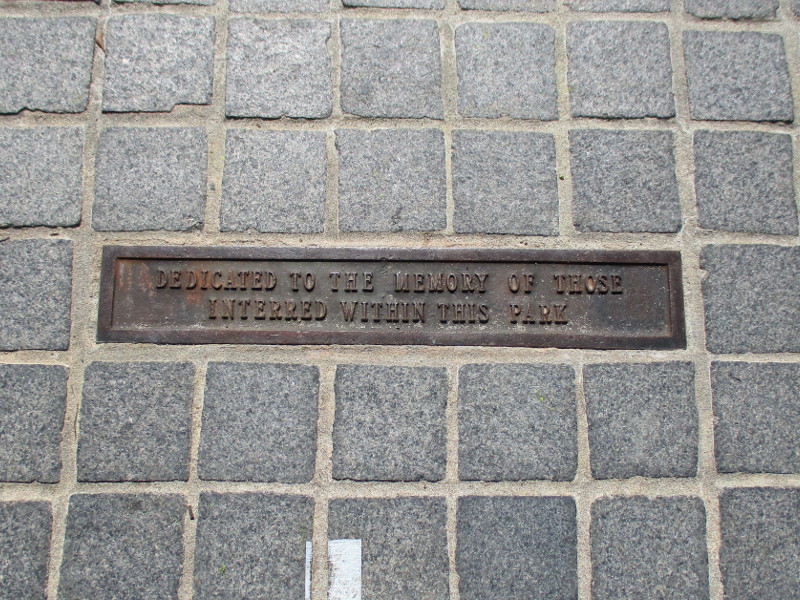 DEDICATED TO THE MEMORY OF THOSE
INTERRED WITHIN THIS PARK